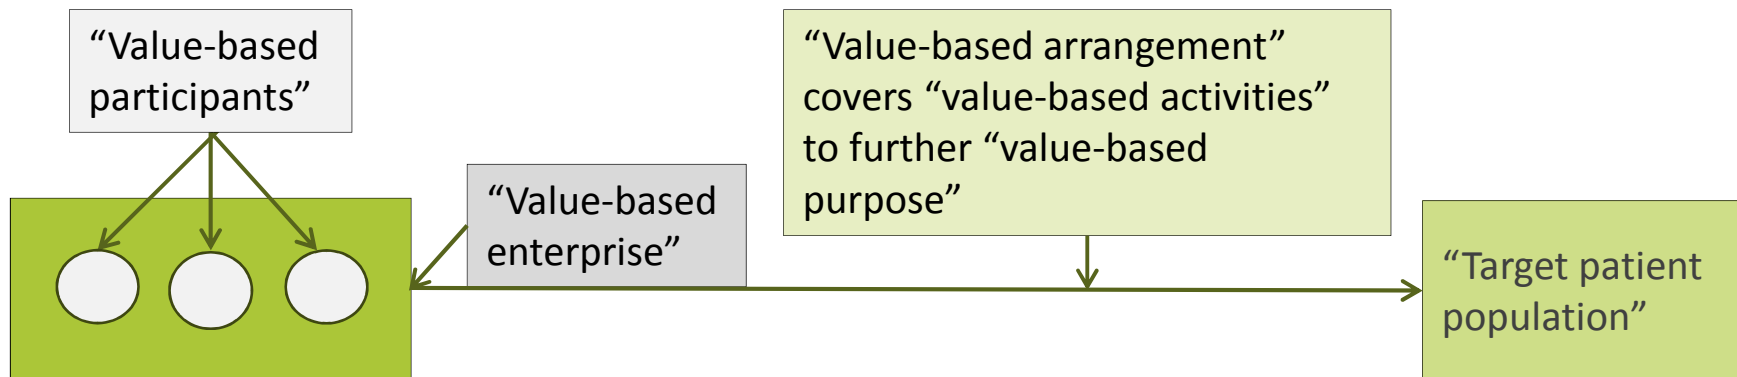 “Value-based
participants”
“Value-based
enterprise”
“Value-based arrangement”
covers “value-based activities”
to further “value-based
purpose”
“Target patient
population”